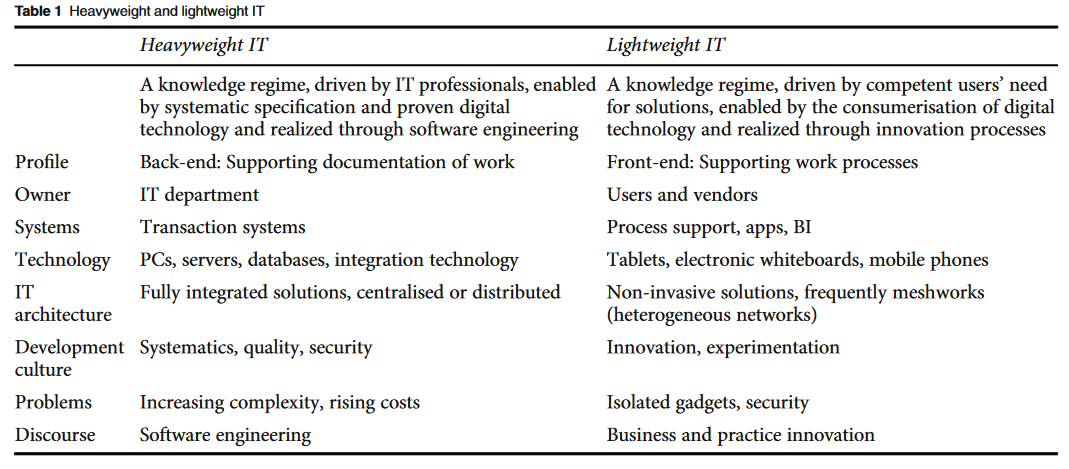 Table 1 Heavyweight and lightweight IT
Heavyweight IT Lightweight IT
A knowledge regime, driven by IT professionals, enabled A knowledge regime, driven by competent users’ need
by systematic specification and proven digital for solutions, enabled by the consumerisation of digital
technology and realized through software engineering technology and realized through innovation processes
Profile Back-end: Supporting documentation of work Front-end: Supporting work processes
Owner IT department Users and vendors
Systems Transaction systems Process support, apps, BI
Technology PCs, servers, databases, integration technology Tablets, electronic whiteboards, mobile phones
IT Fully integrated solutions, centralised or distributed Non-invasive solutions, frequently meshworks
architecture (heterogeneous networks)
Development Systematics, quality, security Innovation, experimentation
culture
Problems Increasing complexity, rising costs Isolated gadgets, security
Discourse Software engineering Business and practice innovation